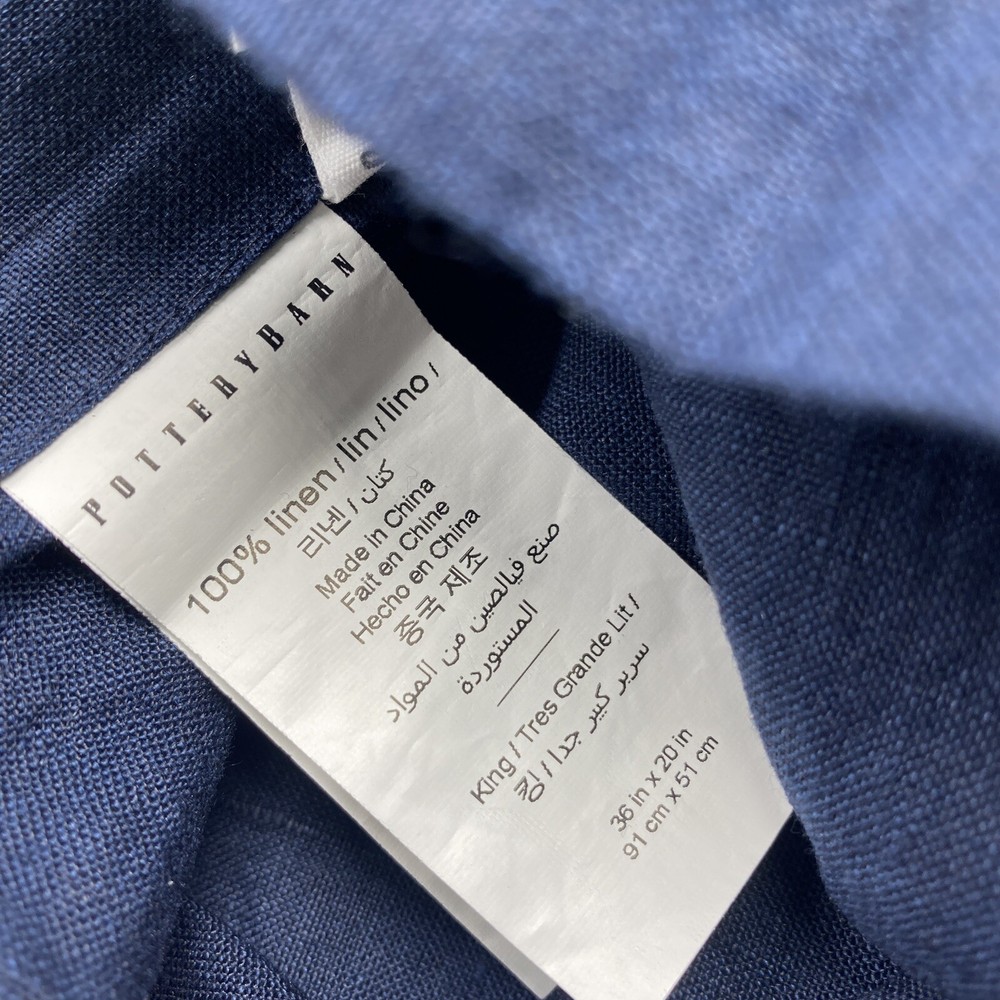 POTTERYBARN
100% linen / lin / lino /
리넨 / كتان
Made in China
Fait en Chine
Hecho en China
중국 제조
صنع فيالصين من المواد
المستوردة
King / Tres Grande Lit /
킹 / سرير كبير جدا
36 in x 20 in
91 cm x 51 cm